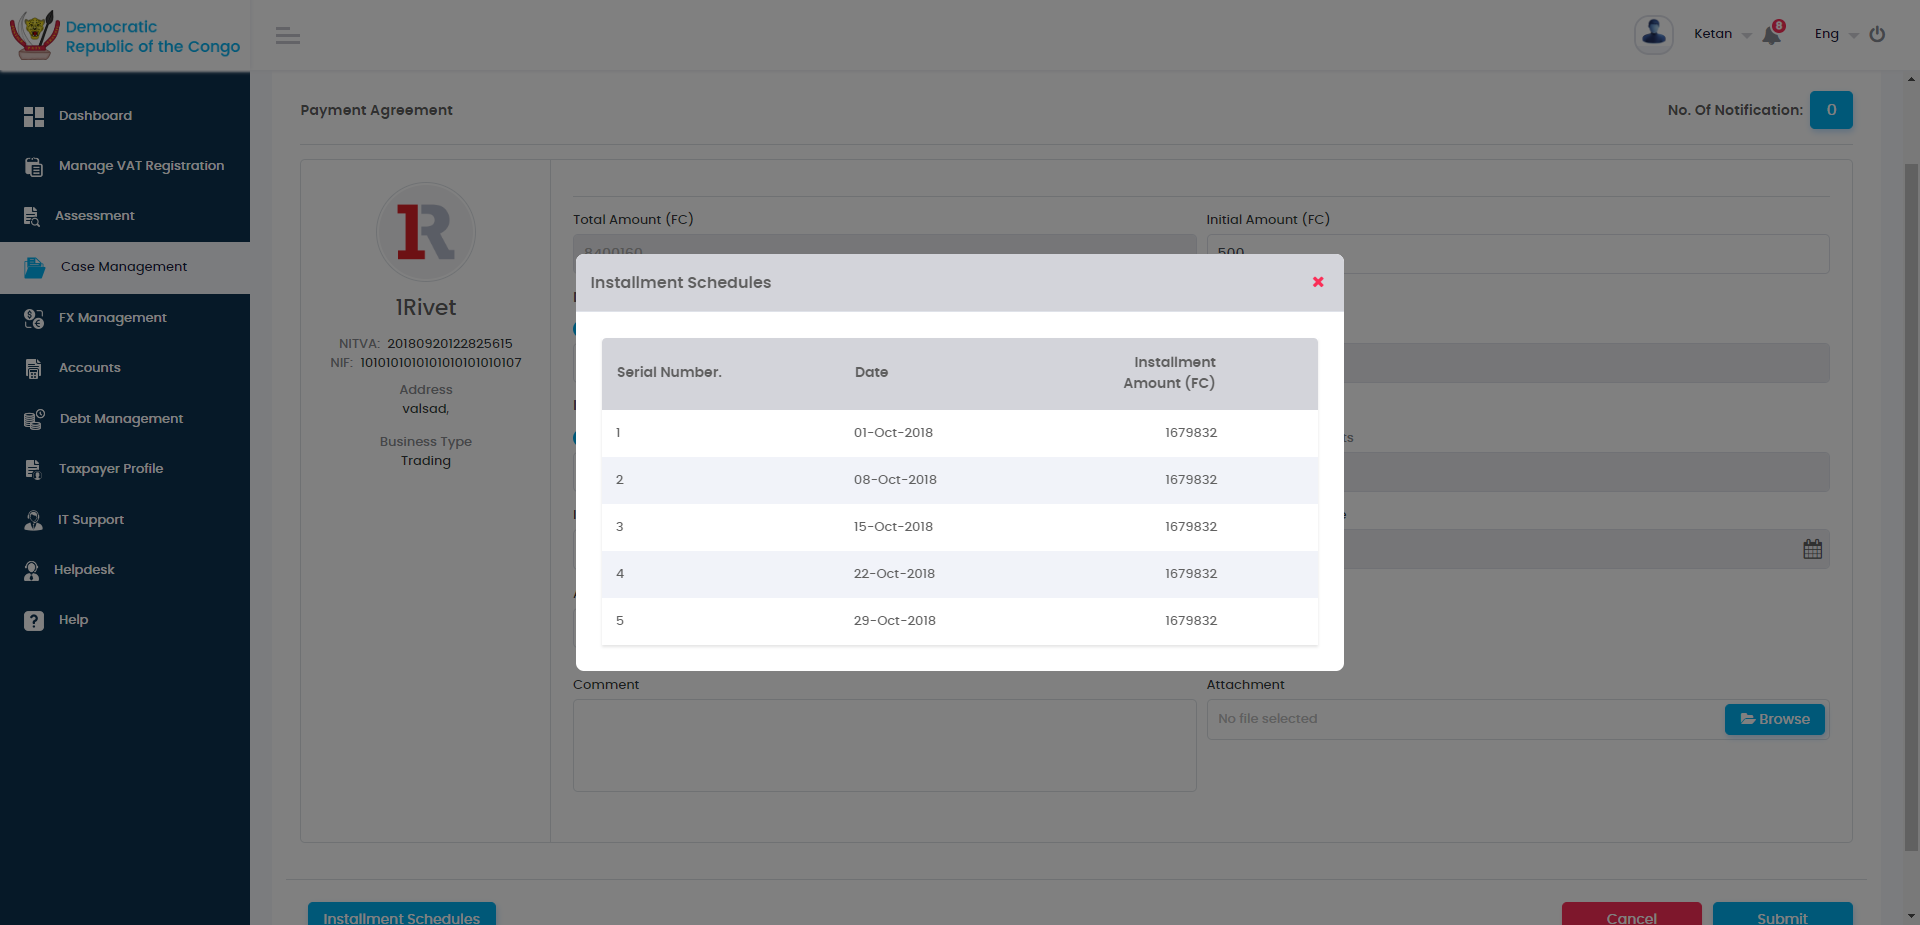 Democratic
Republic of the Congo
Ketan
8
Eng
Dashboard
Manage VAT Registration
Assessment
Case Management
FX Management
Accounts
Debt Management
Taxpayer Profile
IT Support
Helpdesk
Help
Payment Agreement
No. Of Notification: 0
1R
1Rivet
NITVA: 20180920122825615
NIF: 1010101010101010101010107
Address
valsad,
Business Type
Trading
Total Amount (FC)
Initial Amount (FC)
8400160
500
Installment Schedules
Serial Number.
Date
Installment
Amount (FC)
1 01-Oct-2018 1679832
2 08-Oct-2018 1679832
3 15-Oct-2018 1679832
4 22-Oct-2018 1679832
5 29-Oct-2018 1679832
Comment
Attachment
No file selected
Browse
Installment Schedules
Cancel
Submit